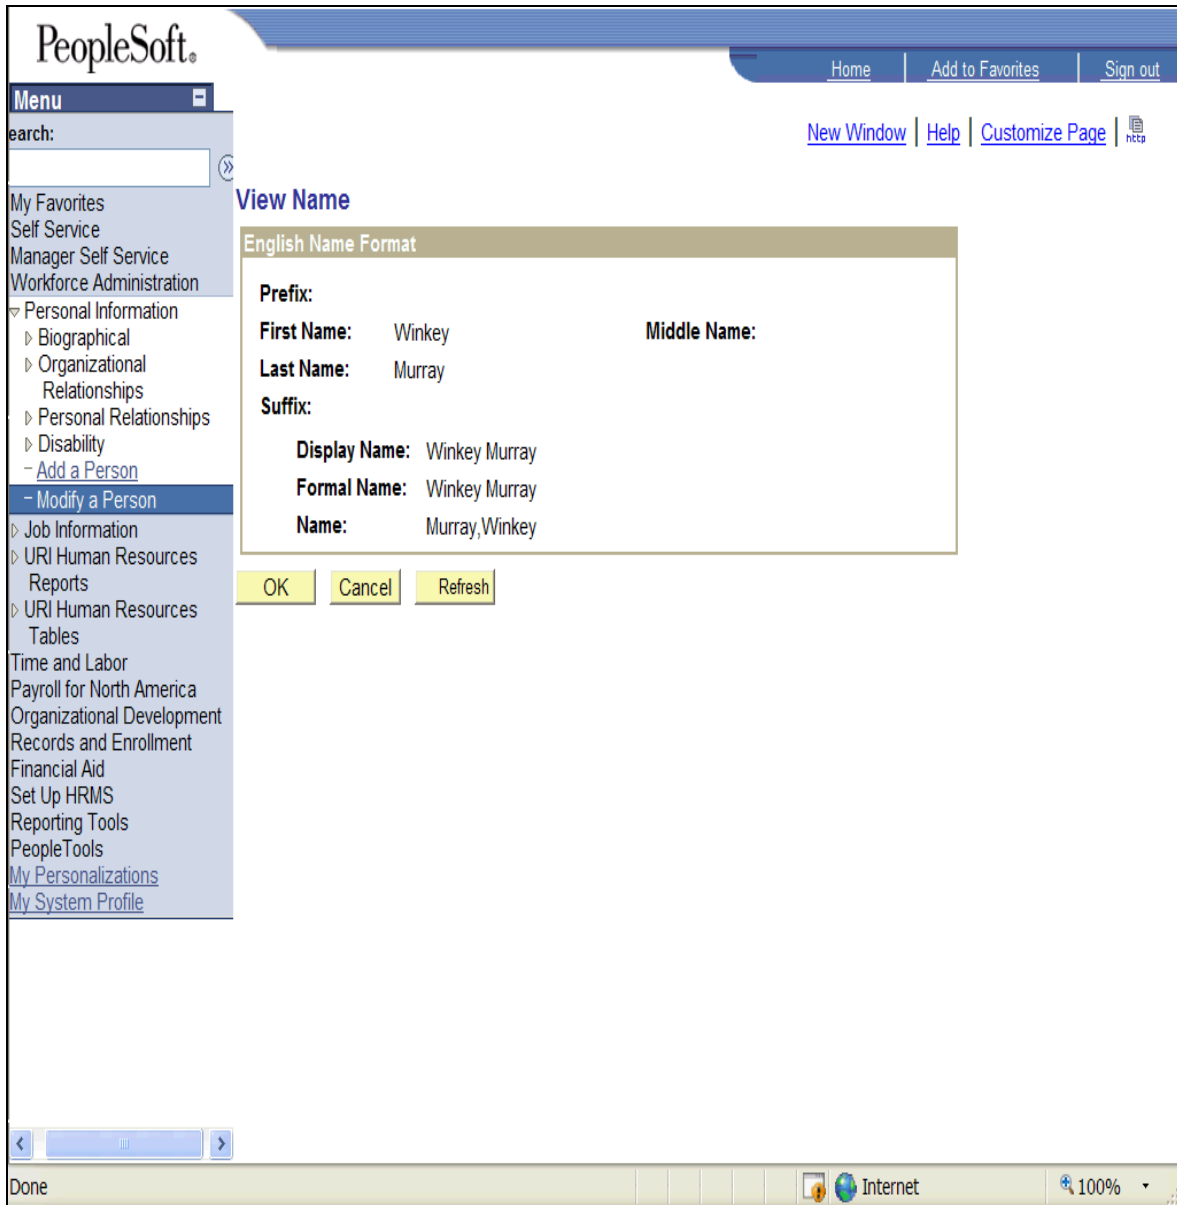 PeopleSoft®
Home
Add to Favorites
Sign out
Menu
earch:
New Window | Help | Customize Page | http
My Favorites
Self Service
Manager Self Service
Workforce Administration
Personal Information
Biographical
Organizational
Relationships
Personal Relationships
Disability
Add a Person
Modify a Person
Job Information
URI Human Resources
Reports
URI Human Resources
Tables
Time and Labor
Payroll for North America
Organizational Development
Records and Enrollment
Financial Aid
Set Up HRMS
Reporting Tools
PeopleTools
My Personalizations
My System Profile
View Name
English Name Format
Prefix:
First Name: Winkey Middle Name:
Last Name: Murray
Suffix:
Display Name: Winkey Murray
Formal Name: Winkey Murray
Name: Murray,Winkey
OK Cancel Refresh
Done Internet 100%